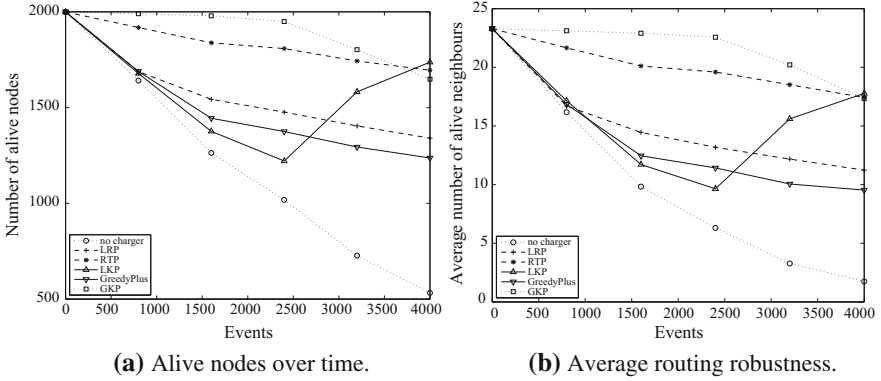 Number of alive nodes
2000
1500
1000
500
0 500 1000 1500 2000 2500 3000 3500 4000
Events
no charger
LRP
RTP
LKP
GreedyPlus
GKP
(a) Alive nodes over time.
Average number of alive neighbours
25
20
15
10
5
0
0 500 1000 1500 2000 2500 3000 3500 4000
Events
no charger
LRP
RTP
LKP
GreedyPlus
GKP
(b) Average routing robustness.